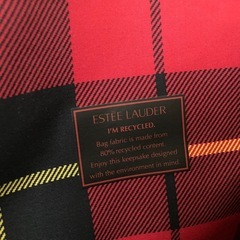 ESTĒE LAUDER
I'M RECYCLED.
Bag fabric is made from
80% recycled content.
Enjoy this keepsake designed
with the environment in mind.